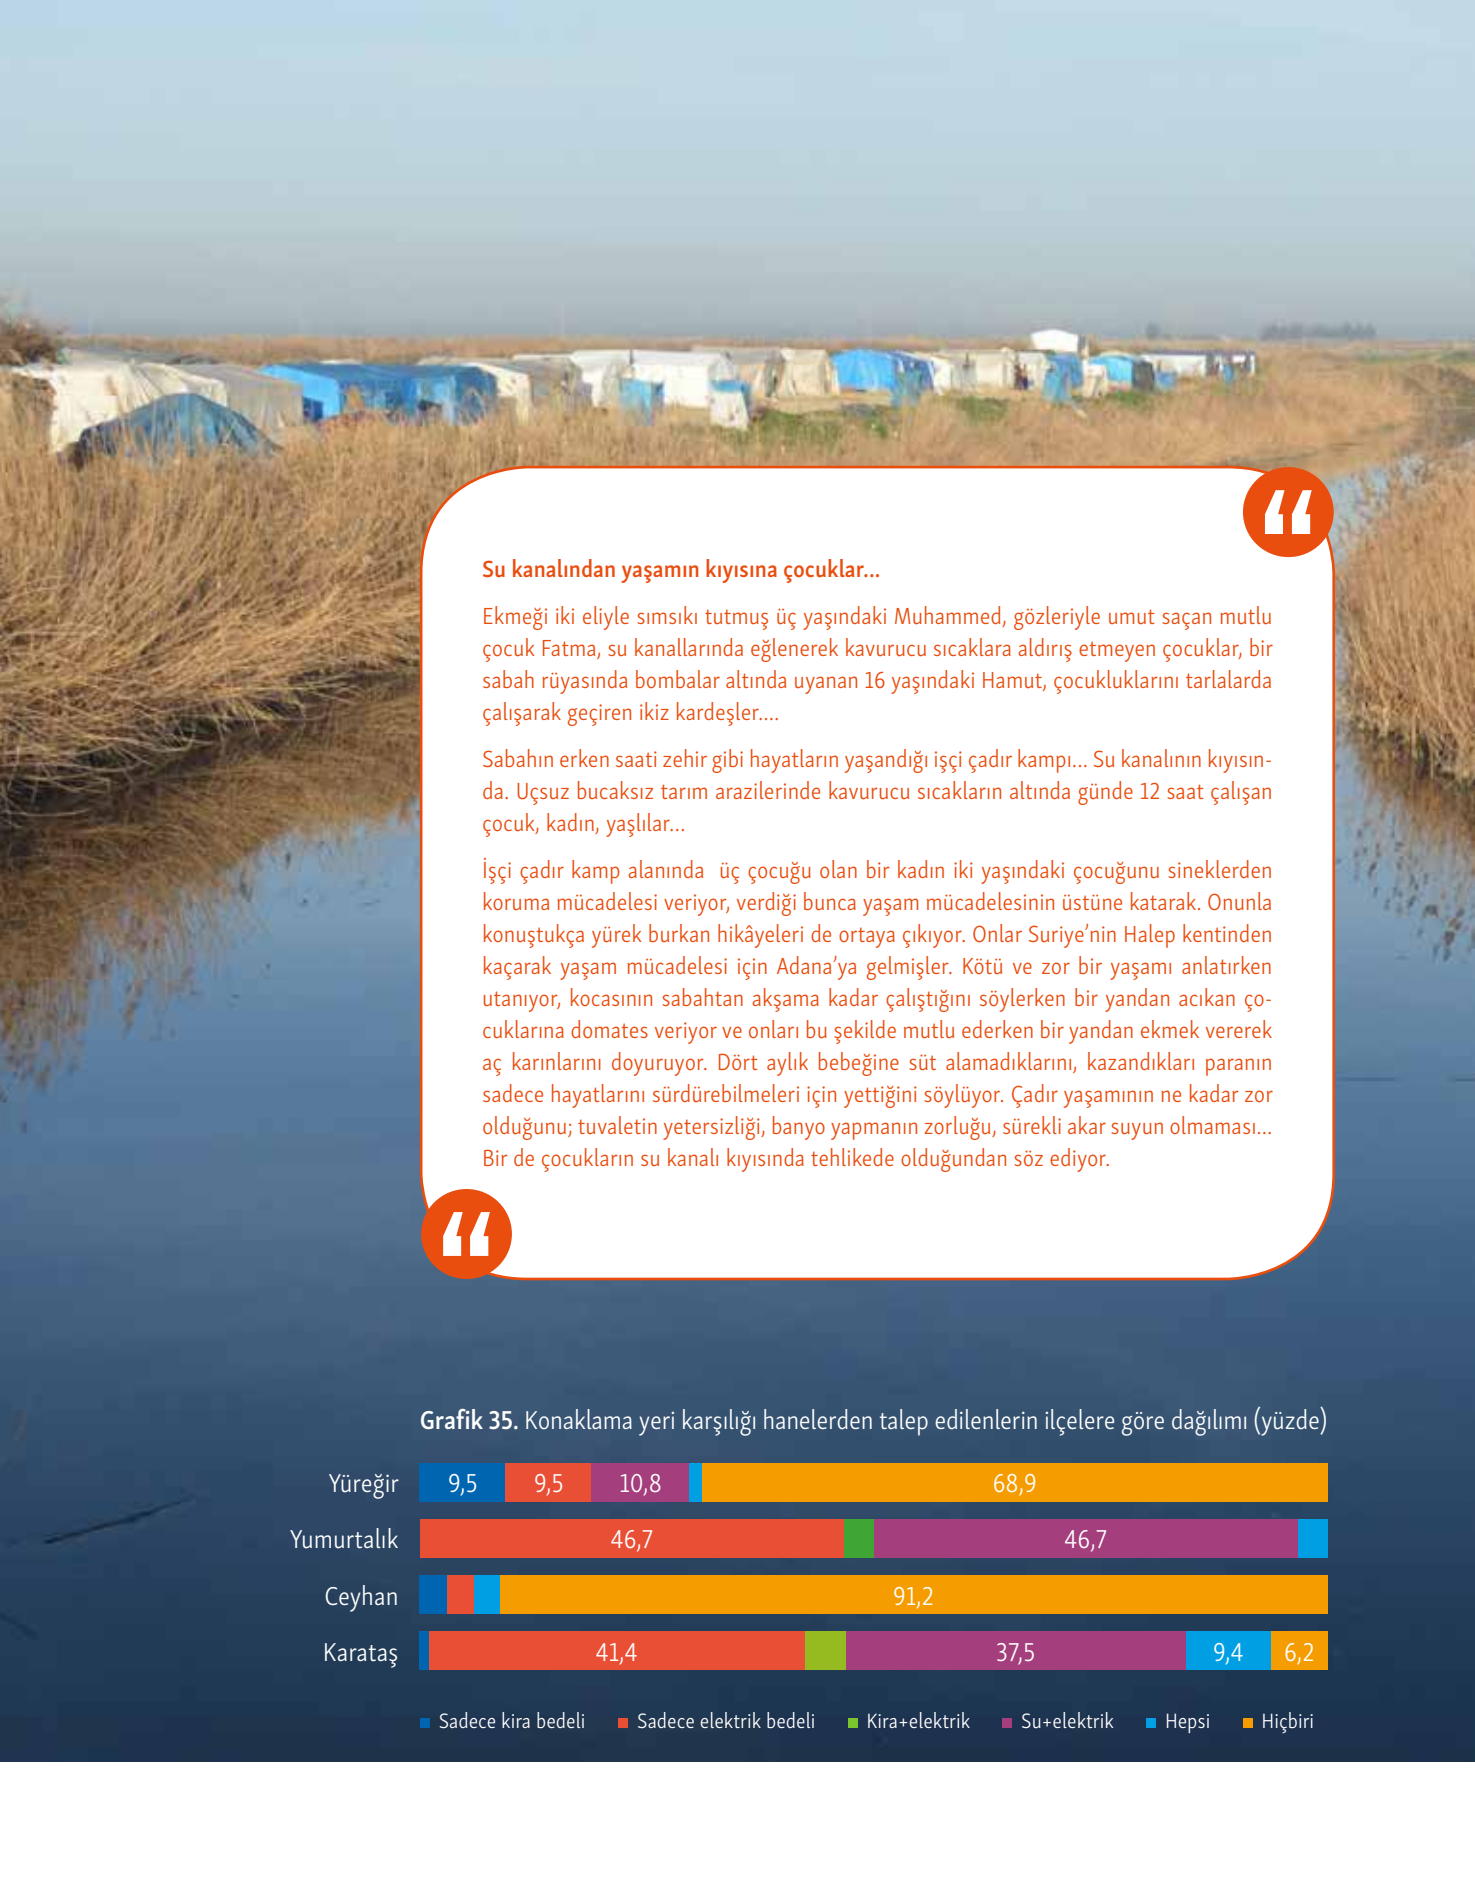 “
Su kanalından yaşamın kıyısına çocuklar...
Ekmeği iki eliyle sımsıkı tutmuş üç yaşındaki Muhammed, gözleriyle umut saçan mutlu
çocuk Fatma, su kanallarında eğlenerek kavurucu sıcaklara aldırış etmeyen çocuklar, bir
sabah rüyasında bombalar altında uyanan 16 yaşındaki Hamut, çocukluklarını tarlalarda
çalışarak geçiren ikiz kardeşler....
Sabahın erken saati zehir gibi hayatların yaşandığı işçi çadır kampı... Su kanalının kıyısın-
da. Uçsuz bucaksız tarım arazilerinde kavurucu sıcakların altında günde 12 saat çalışan
çocuk, kadın, yaşlılar...
İşçi çadır kamp alanında üç çocuğu olan bir kadın iki yaşındaki çocuğunu sineklerden
koruma mücadelesi veriyor, verdiği bunca yaşam mücadelesinin üstüne katarak. Onunla
konuştukça yürek burkan hikâyeleri de ortaya çıkıyor. Onlar Suriye’nin Halep kentinden
kaçarak yaşam mücadelesi için Adana’ya gelmişler. Kötü ve zor bir yaşamı anlatırken
utanıyor, kocasının sabahtan akşama kadar çalıştığını söylerken bir yandan acıkan ço-
cuklarına domates veriyor ve onları bu şekilde mutlu ederken bir yandan ekmek vererek
aç karınlarını doyuruyor. Dört aylık bebeğine süt alamadıklarını, kazandıkları paranın
sadece hayatlarını sürdürebilmeleri için yettiğini söylüyor. Çadır yaşamının ne kadar zor
olduğunu; tuvaletin yetersizliği, banyo yapmanın zorluğu, sürekli akar suyun olmaması...
Bir de çocukların su kanalı kıyısında tehlikede olduğundan söz ediyor.
“
Grafik 35. Konaklama yeri karşılığı hanelerden talep edilenlerin ilçelere göre dağılımı (yüzde)
Yüreğir 9,5 9,5 10,8 68,9
Yumurtalık 46,7 46,7
Ceyhan 91,2
Karataş 41,4 37,5 9,4 6,2
Sadece kira bedeli Sadece elektrik bedeli Kira+elektrik Su+elektrik Hepsi Hiçbiri